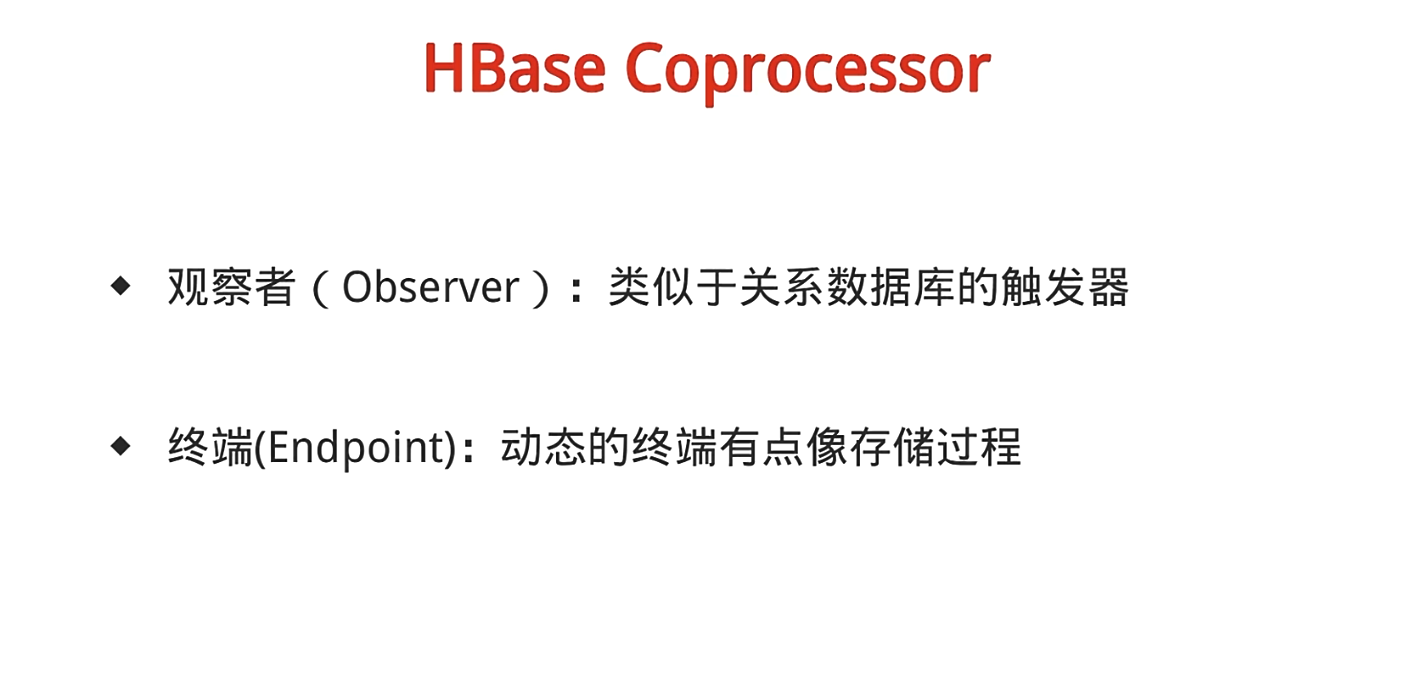 HBase Coprocessor
◆ 观察者（Observer）：类似于关系数据库的触发器
◆ 终端(Endpoint)：动态的终端有点像存储过程